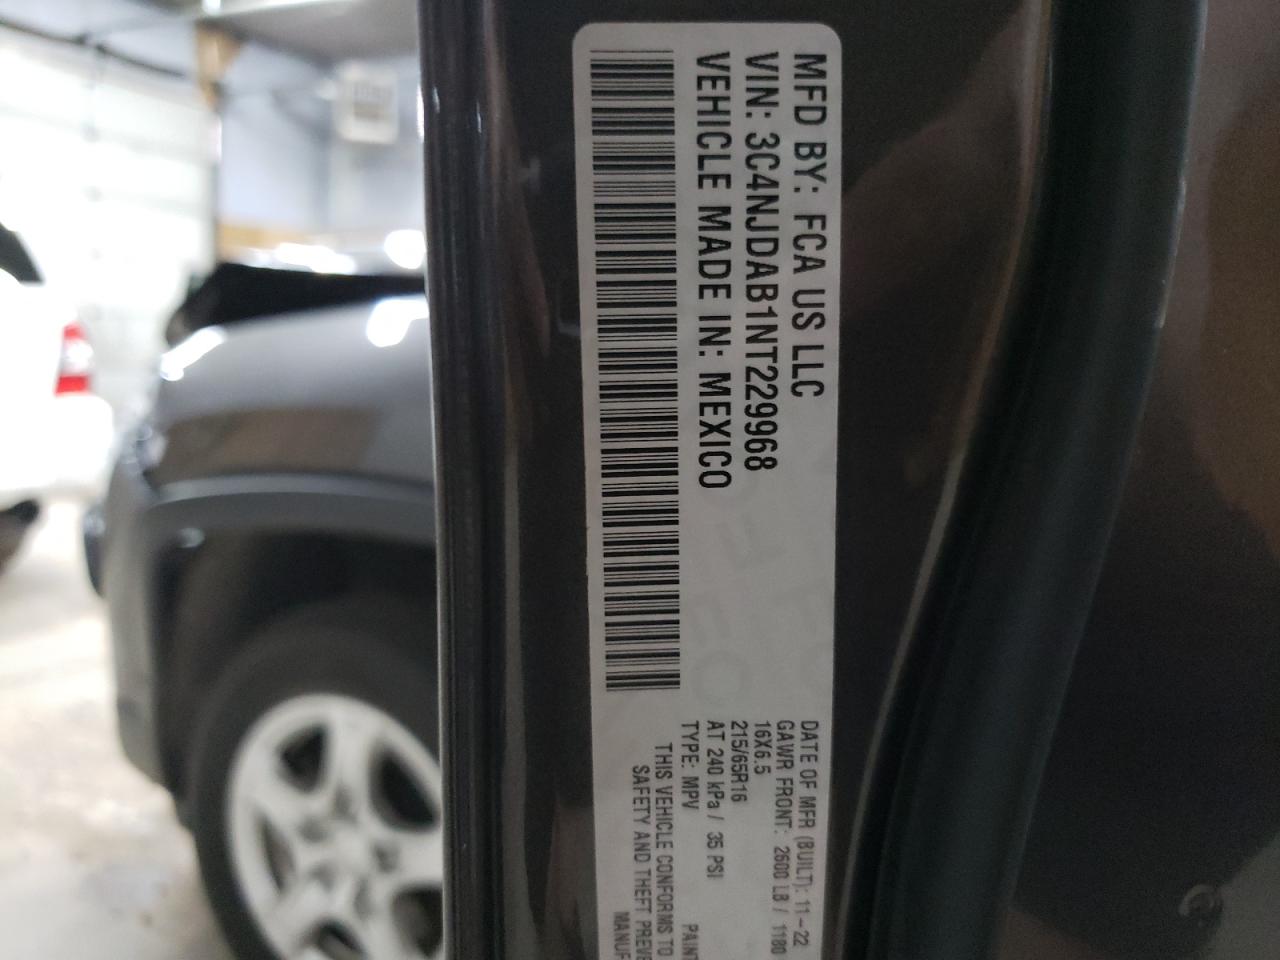 MFD BY: FCA US LLC
VIN: 3C4NJDAB1NT229968
VEHICLE MADE IN: MEXICO
DATE OF MFR (BUILT): 11-22
GAWR FRONT: 2600 LB / 1180
16X6.5
215/65R16
AT 240 kPa / 35 PSI
TYPE: MPV
PAINT
THIS VEHICLE CONFORMS TO
SAFETY AND THEFT PREVE
MANUF